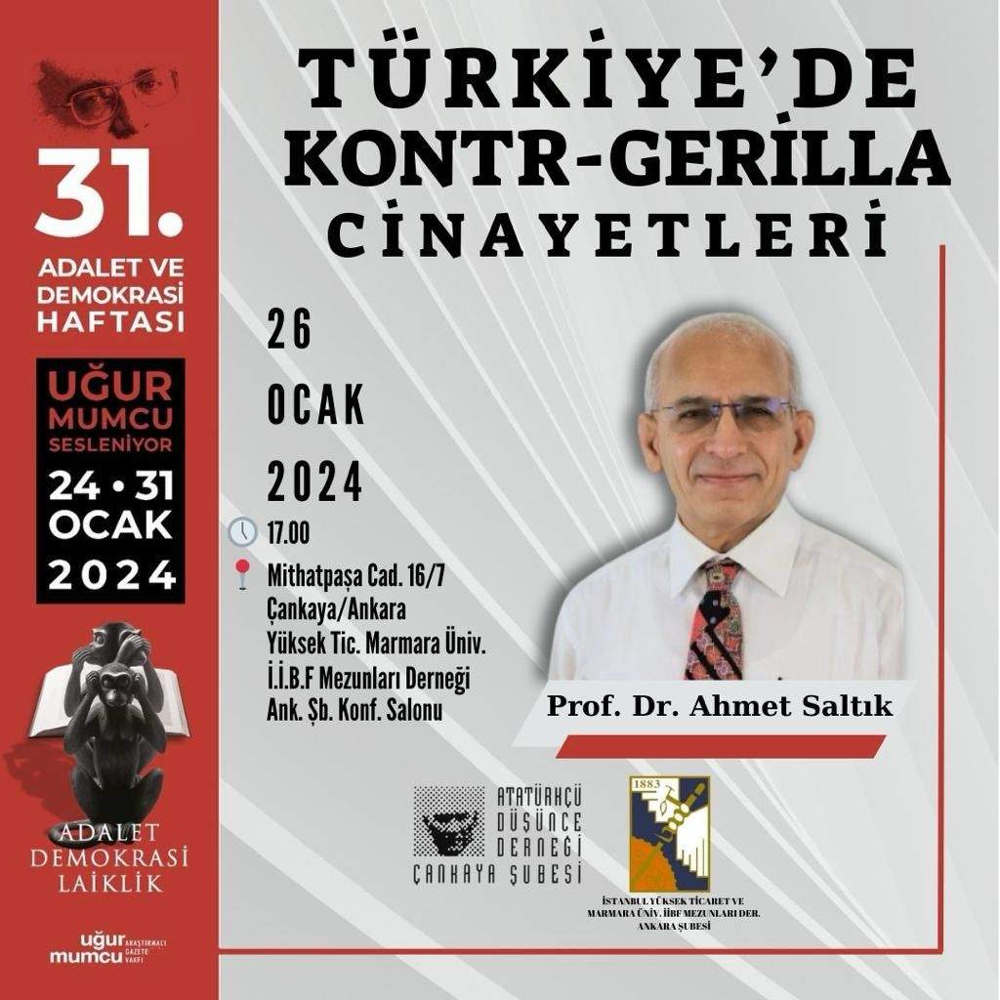 31.
ADALET VE
DEMOKRASİ
HAFTASI
UĞUR
MUMCU
SESLENİYOR
24 • 31
OCAK
2024
ADALET
DEMOKRASİ
LAİKLİK
uğur
mumcu
ARAŞTIRMACI
GAZETECİ
VAKFI
TÜRKİYE'DE
KONTR-GERİLLA
CİNAYETLERİ
26
OCAK
2024
17.00
Mithatpaşa Cad. 16/7
Çankaya/Ankara
Yüksek Tic. Marmara Üniv.
İ.İ.B.F Mezunları Derneği
Ank. Şb. Konf. Salonu
Prof. Dr. Ahmet Saltık
ATATÜRKÇÜ
DÜŞÜNCE
DERNEĞİ
ÇANKAYA ŞUBESİ
1883
İSTANBUL YÜKSEK TİCARET VE
MARMARA ÜNİV. İİBF MEZUNLARI DER.
ANKARA ŞUBESİ